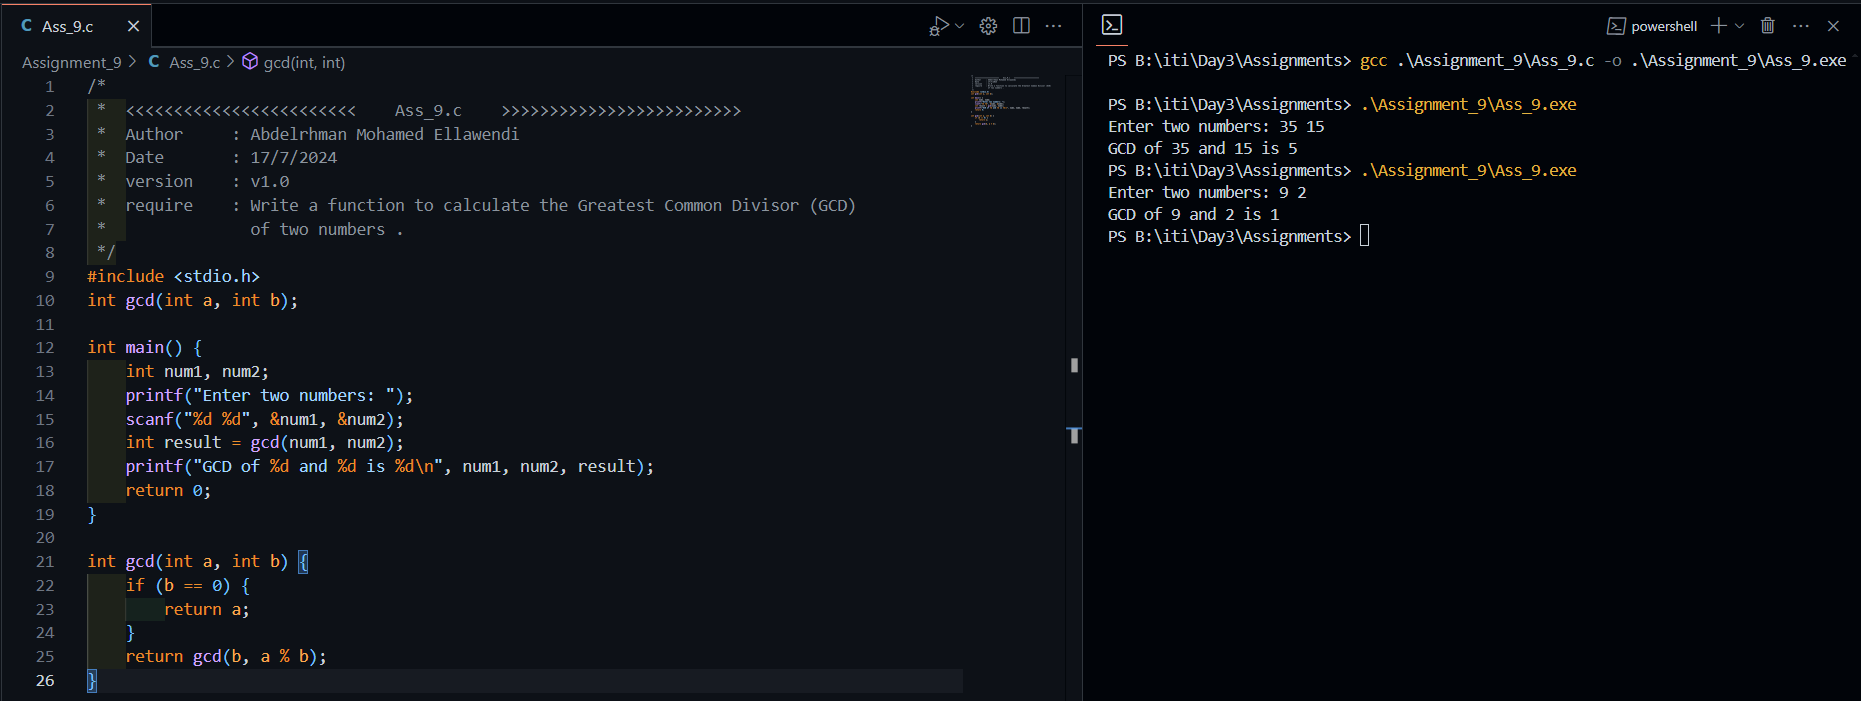 Ass_9.c
Assignment_9 > C Ass_9.c > gcd(int, int)
1 /*
2  *  <<<<<<<<<<<<<<<<<<<<<<<<    Ass_9.c    >>>>>>>>>>>>>>>>>>>>>>>>>
3  *  Author     : Abdelrhman Mohamed Ellawendi
4  *  Date       : 17/7/2024
5  *  version    : v1.0
6  *  require    : Write a function to calculate the Greatest Common Divisor (GCD)
7  *               of two numbers .
8  */
9 #include <stdio.h>
10 int gcd(int a, int b);
11
12 int main() {
13     int num1, num2;
14     printf("Enter two numbers: ");
15     scanf("%d %d", &num1, &num2);
16     int result = gcd(num1, num2);
17     printf("GCD of %d and %d is %d\n", num1, num2, result);
18     return 0;
19 }
20
21 int gcd(int a, int b) {
22     if (b == 0) {
23         return a;
24     }
25     return gcd(b, a % b);
26 }
powershell
PS B:\iti\Day3\Assignments> gcc .\Assignment_9\Ass_9.c -o .\Assignment_9\Ass_9.exe
PS B:\iti\Day3\Assignments> .\Assignment_9\Ass_9.exe
Enter two numbers: 35 15
GCD of 35 and 15 is 5
PS B:\iti\Day3\Assignments> .\Assignment_9\Ass_9.exe
Enter two numbers: 9 2
GCD of 9 and 2 is 1
PS B:\iti\Day3\Assignments>